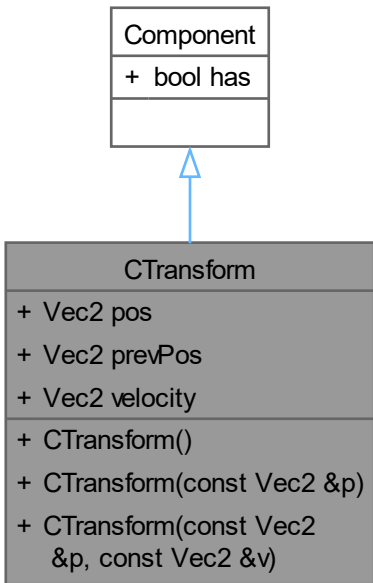 Component
+ bool has
CTransform
+ Vec2 pos
+ Vec2 prevPos
+ Vec2 velocity
+ CTransform()
+ CTransform(const Vec2 &p)
+ CTransform(const Vec2
&p, const Vec2 &v)